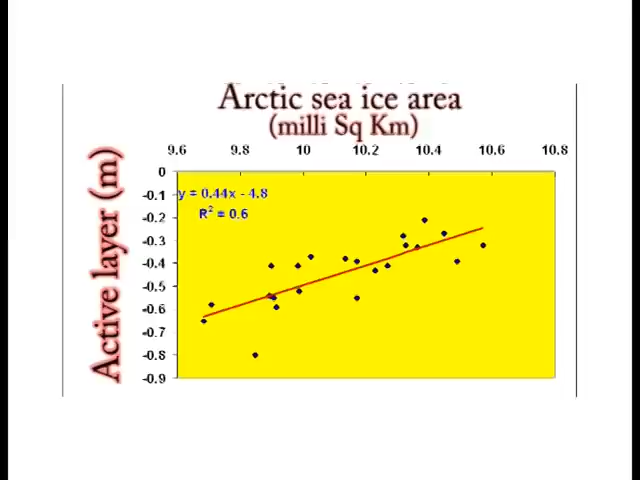 Arctic sea ice area
(milli Sq Km)
9.6 9.8 10 10.2 10.4 10.6 10.8
Active layer (m)
0
-0.1
-0.2
-0.3
-0.4
-0.5
-0.6
-0.7
-0.8
-0.9
y = 0.44x - 4.8
R² = 0.6